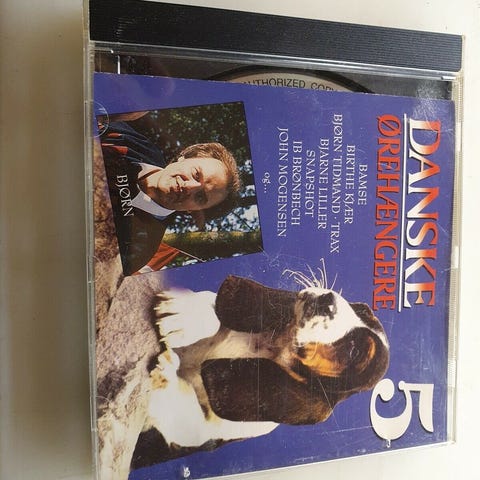 AUTHORIZED COPY
DANSKE
ØREHÆNGERE
5
BAMSE
BIRTHE KJÆR
BJØRN TIDMAND · TRAX
BJARNE LILLER
SNAPSHOT
IB BRØNBECH
JOHN MOGENSEN
og...
BJØRN